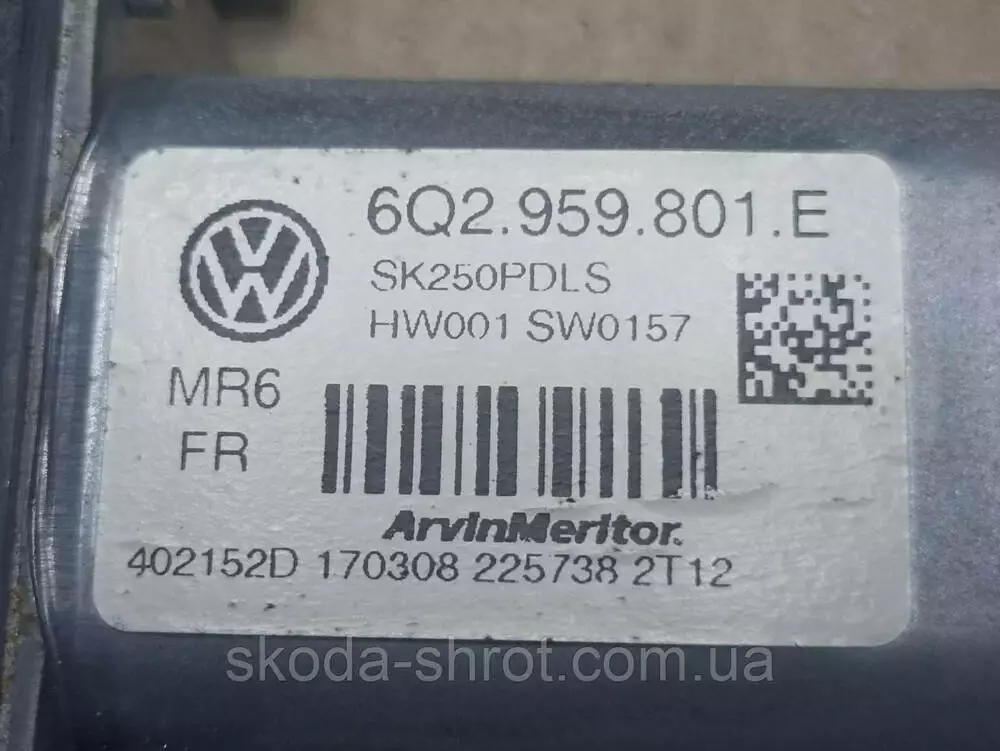 6Q2.959.801.E
SK250PDLS
HW001 SW0157
MR6
FR
ArvinMeritor.
402152D 170308 225738 2T12
skoda-shrot.com.ua